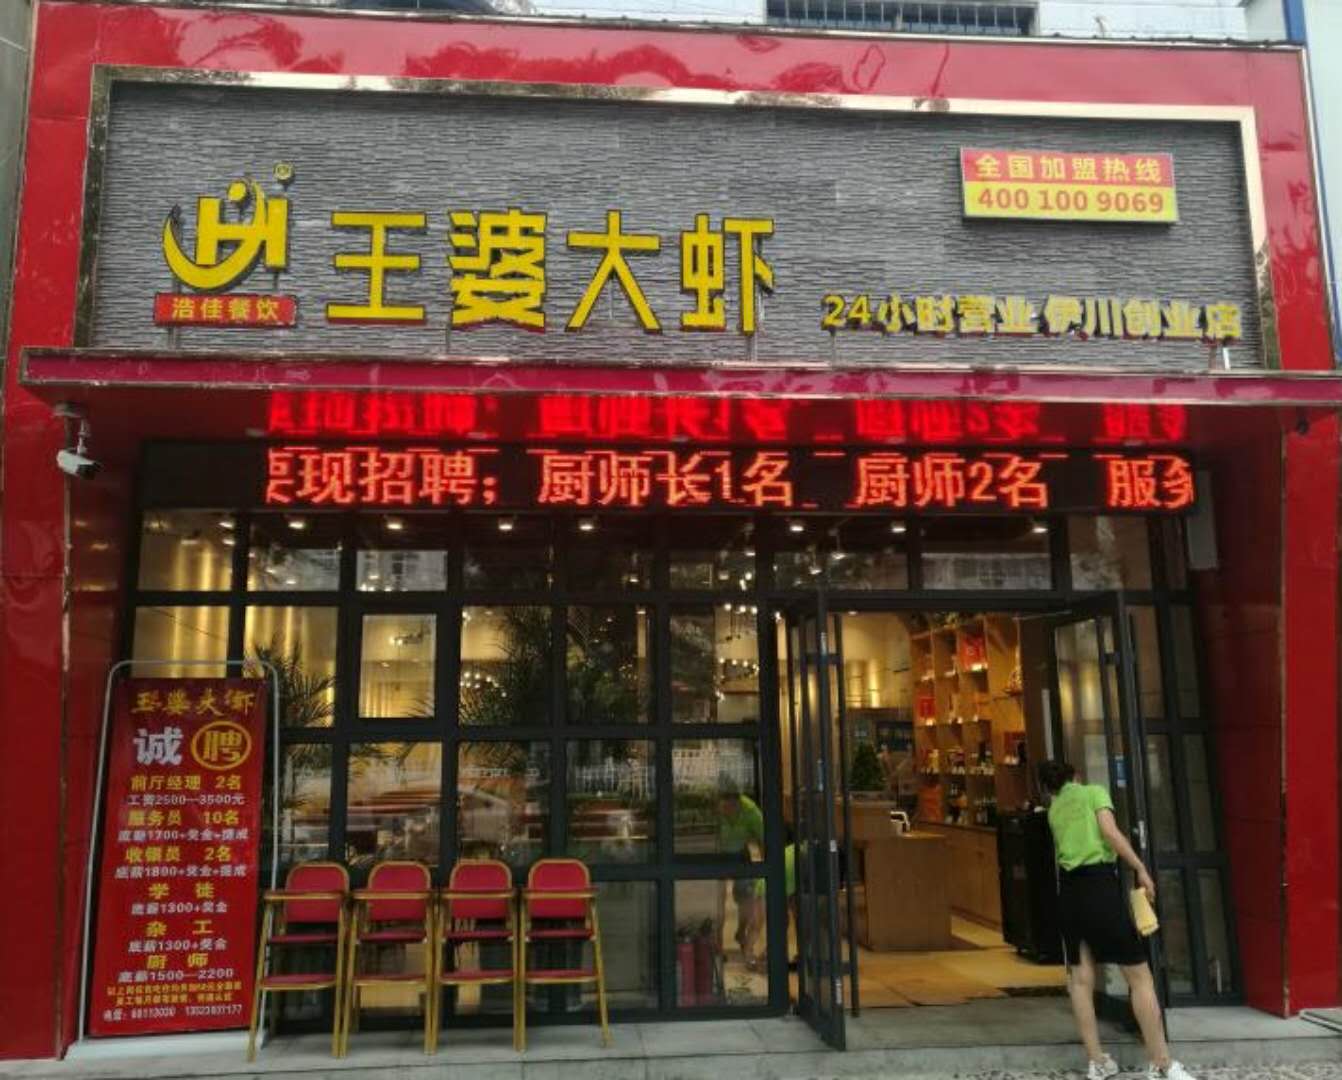 全国加盟热线
400 100 9069
H
®
浩佳餐饮
王婆大虾
24小时营业 伊川创业店
现招聘；厨师长1名 厨师2名 服务
王婆大虾
诚聘
前厅经理 2名
工资2500—3500元
服务员 10名
底薪1700+奖金+提成
收银员 2名
底薪1800+奖金+提成
学徒
底薪1300+奖金
杂工
底薪1300+奖金
厨师
底薪1500—2200